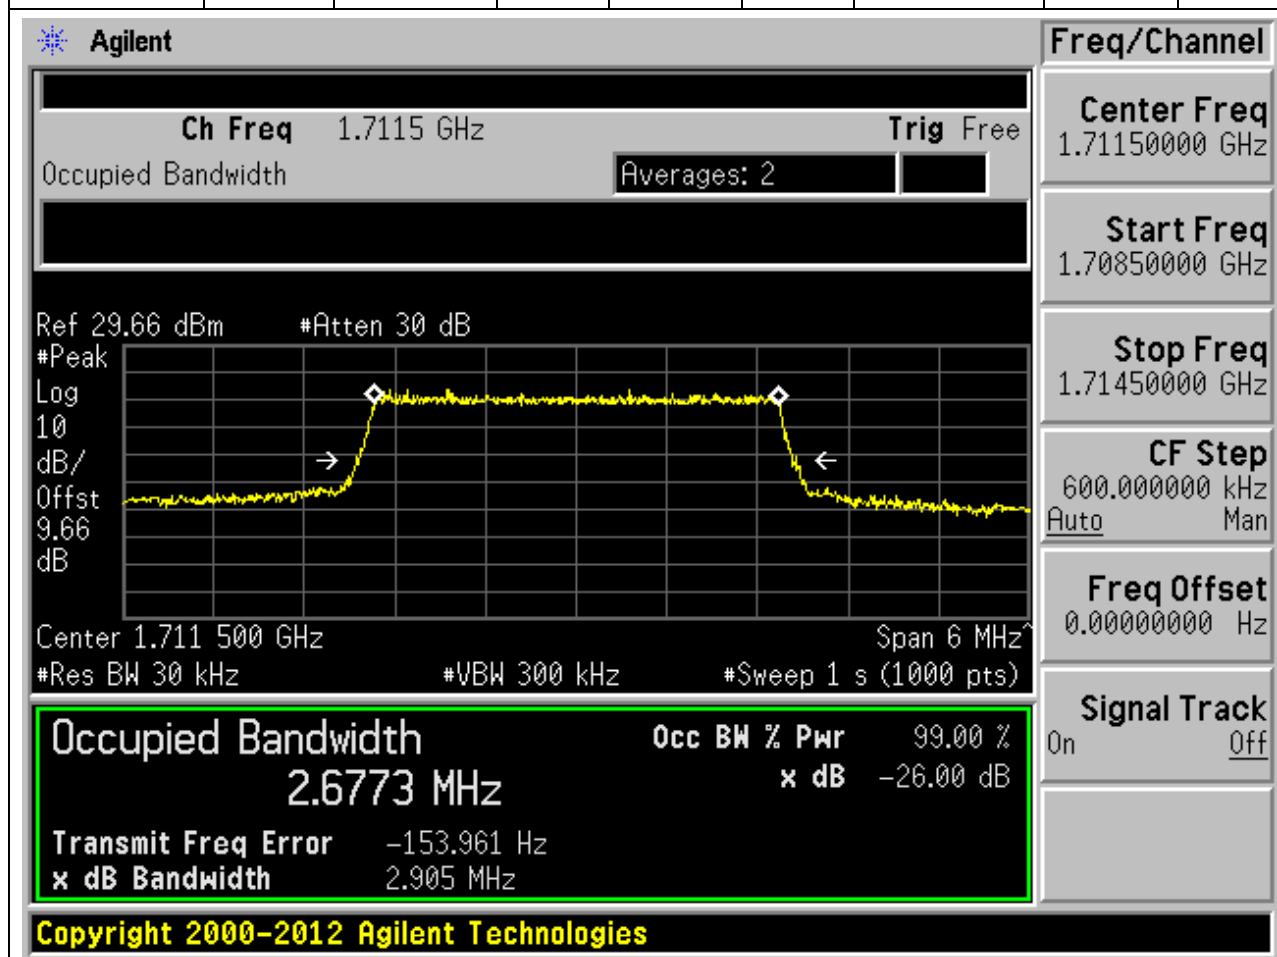 Agilent
Ch Freq 1.7115 GHz Trig Free
Occupied Bandwidth Averages: 2
Ref 29.66 dBm #Atten 30 dB
#Peak
Log
10
dB/
Offst
9.66
dB
Center 1.711 500 GHz Span 6 MHz^
#Res BW 30 kHz #VBW 300 kHz #Sweep 1 s (1000 pts)
Occupied Bandwidth Occ BW % Pwr 99.00 %
2.6773 MHz x dB -26.00 dB
Transmit Freq Error -153.961 Hz
x dB Bandwidth 2.905 MHz
Copyright 2000-2012 Agilent Technologies
Freq/Channel
Center Freq
1.71150000 GHz
Start Freq
1.70850000 GHz
Stop Freq
1.71450000 GHz
CF Step
600.000000 kHz
Auto Man
Freq Offset
0.00000000 Hz
Signal Track
On Off